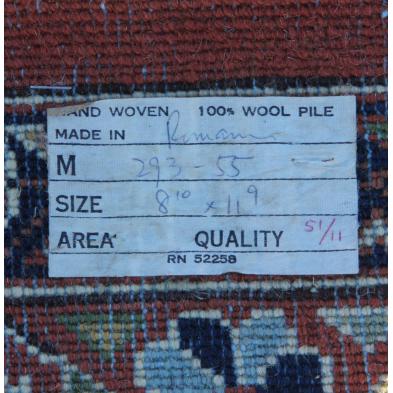 HAND WOVEN 100% WOOL PILE
MADE IN Romania
M 293-55
SIZE 8'10 x 11'9
AREA QUALITY 51/11
RN 52258